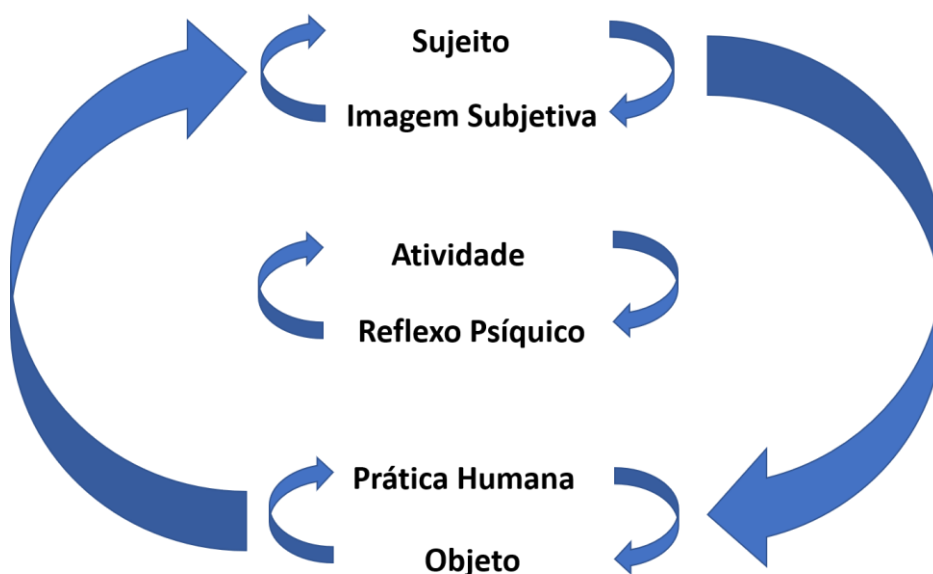 Sujeito
Imagem Subjetiva
Atividade
Reflexo Psíquico
Prática Humana
Objeto